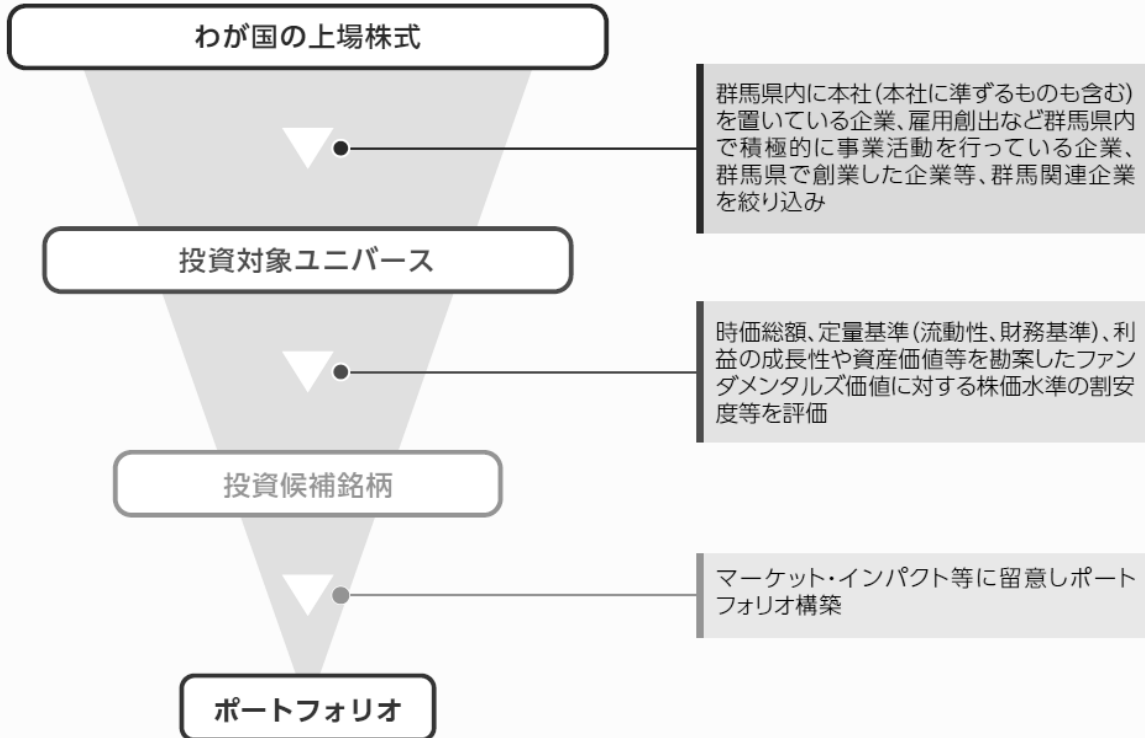 わが国の上場株式
群馬県内に本社(本社に準ずるものも含む)
を置いている企業、雇用創出など群馬県内
で積極的に事業活動を行っている企業、
群馬県で創業した企業等、群馬関連企業
を絞り込み
投資対象ユニバース
時価総額、定量基準(流動性、財務基準)、利
益の成長性や資産価値等を勘案したファン
ダメンタルズ価値に対する株価水準の割安
度等を評価
投資候補銘柄
マーケット・インパクト等に留意しポート
フォリオ構築
ポートフォリオ